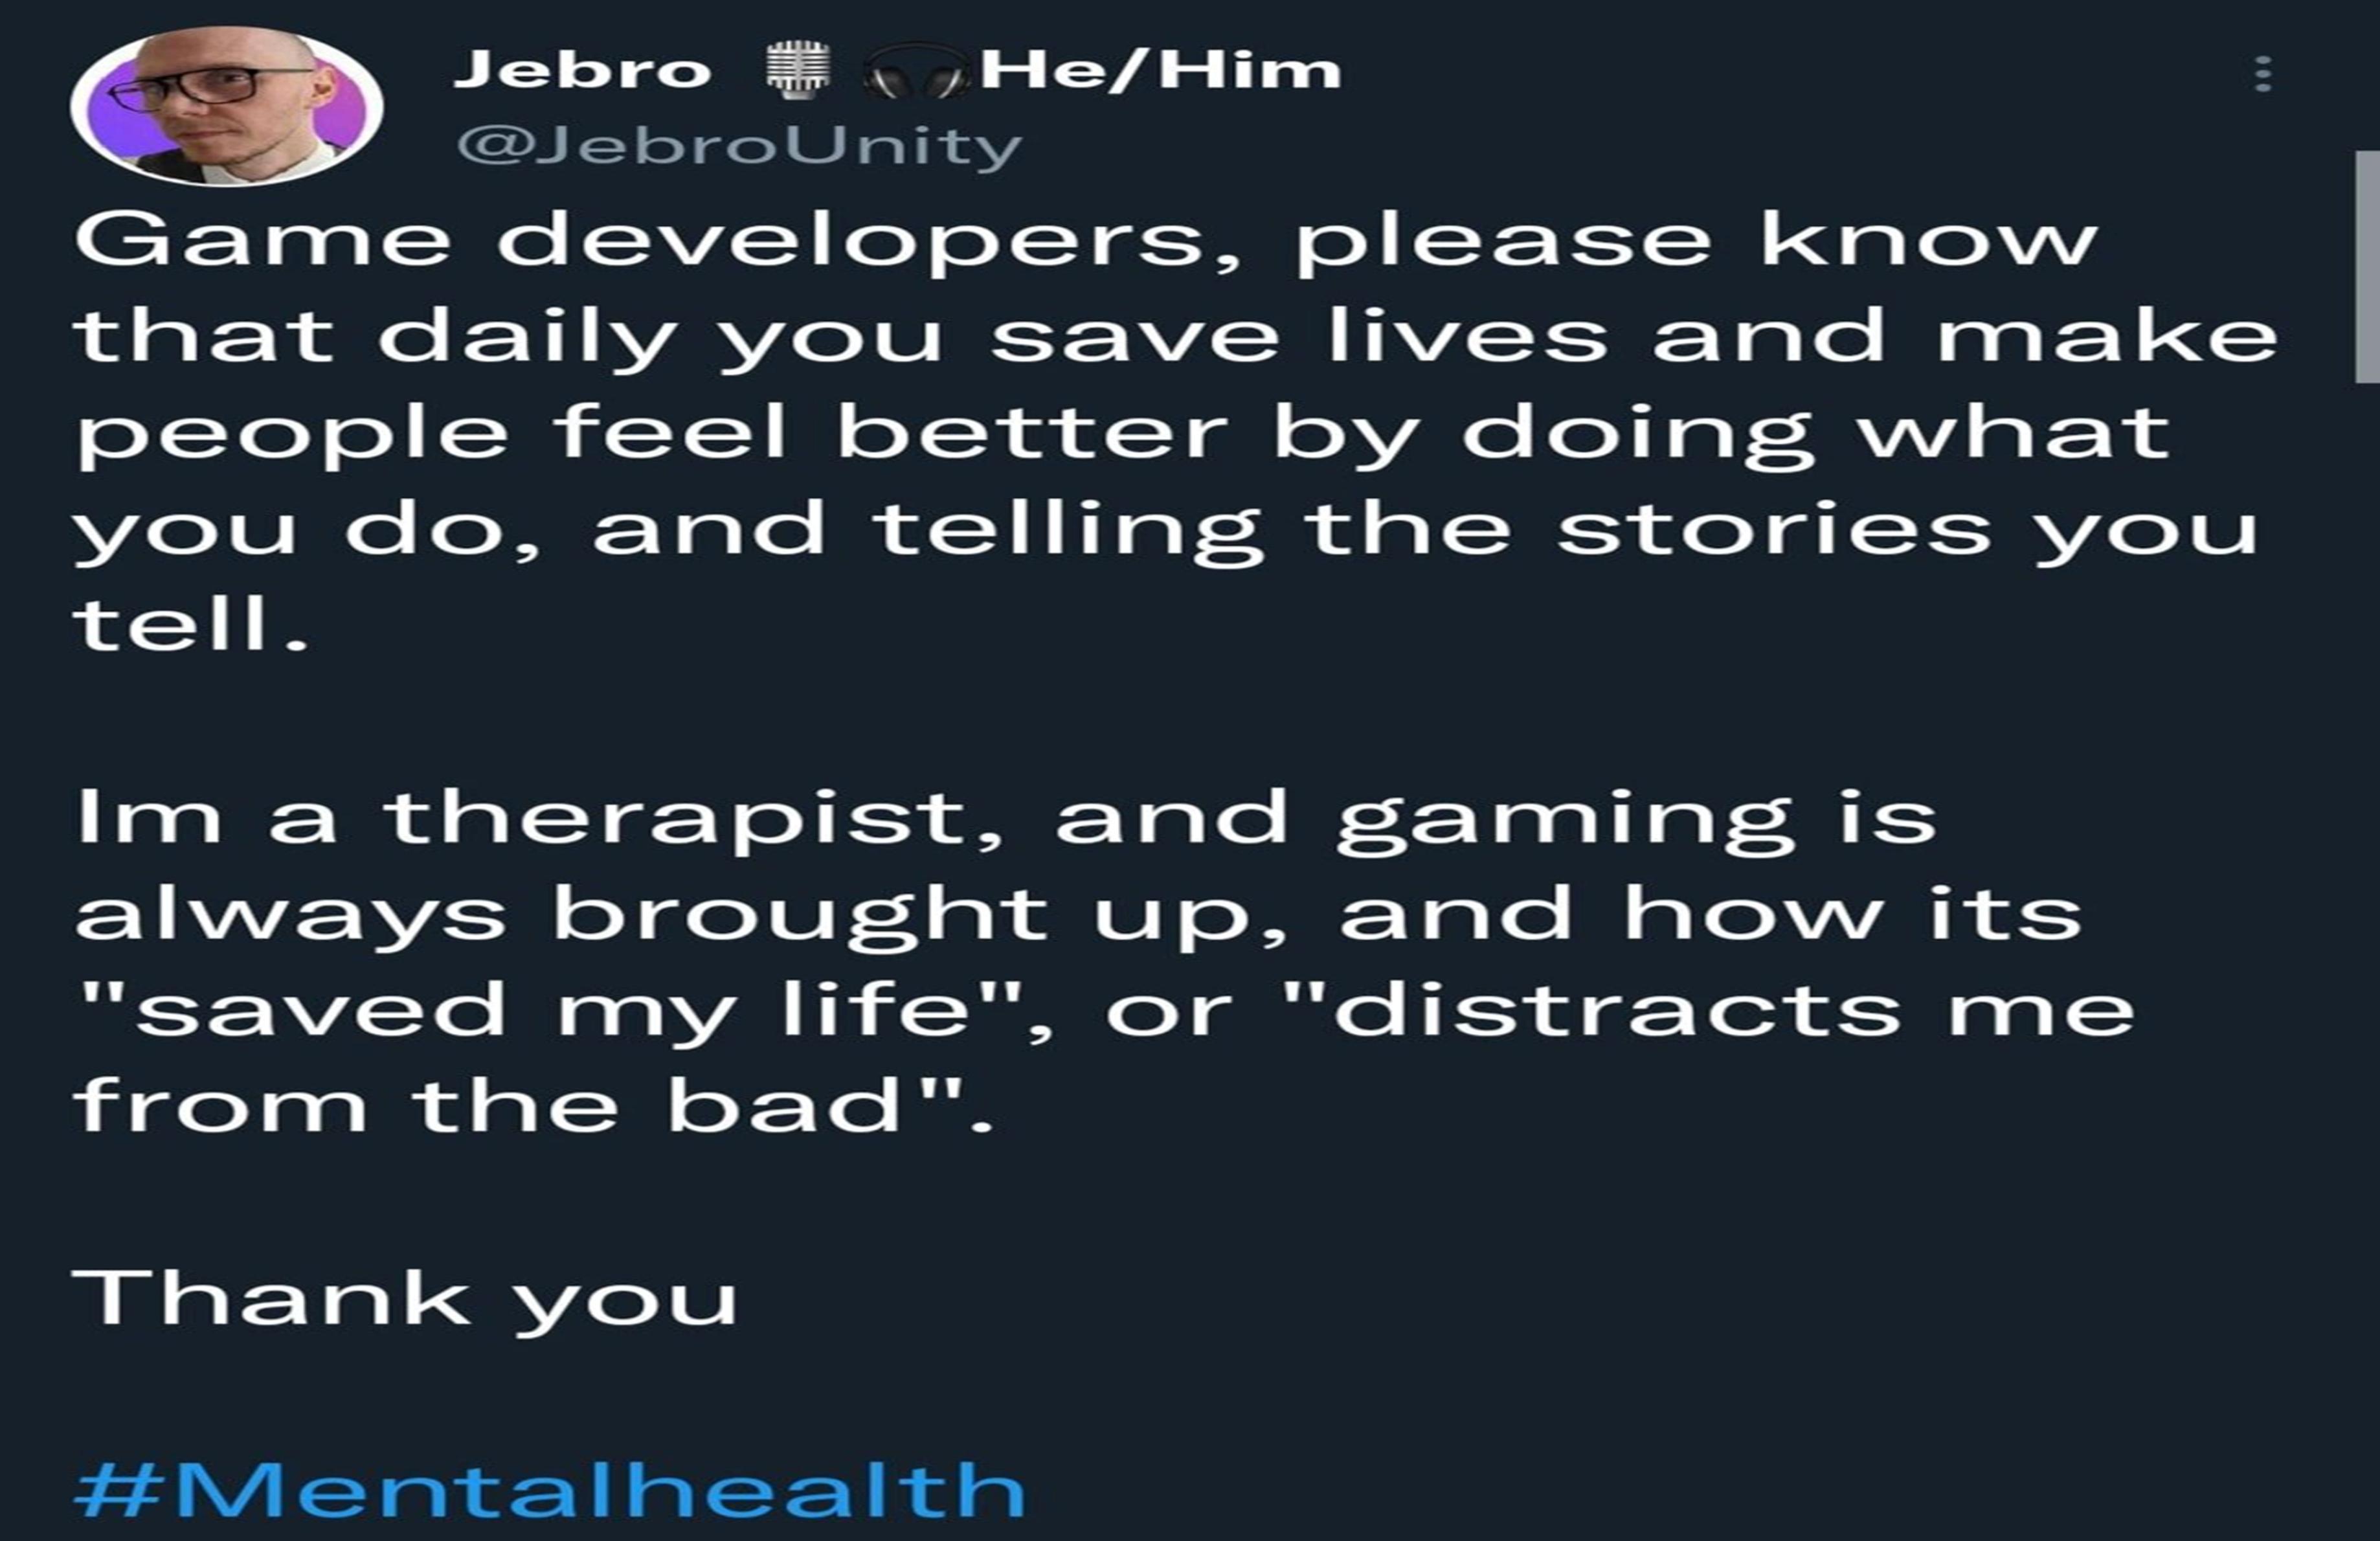 Jebro 🎙️ 🎧He/Him
@JebroUnity
Game developers, please know
that daily you save lives and make
people feel better by doing what
you do, and telling the stories you
tell.
Im a therapist, and gaming is
always brought up, and how its
"saved my life", or "distracts me
from the bad".
Thank you
#Mentalhealth